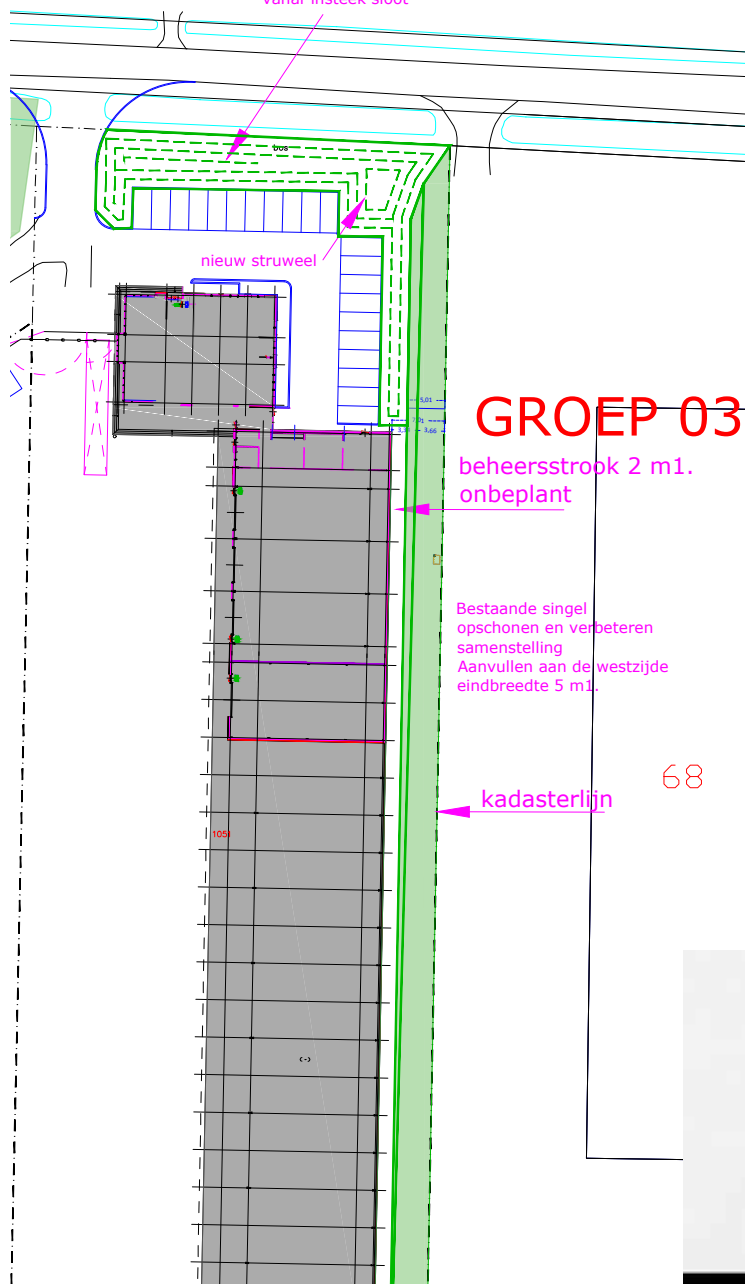 vanaf insteek sloot
bos
nieuw struweel
5,01
GROEP 03
3,66
beheersstrook 2 m1.
onbeplant
Bestaande singel
opschonen en verbeteren
samenstelling
Aanvullen aan de westzijde
eindbreedte 5 m1.
68
kadasterlijn
105
(-)